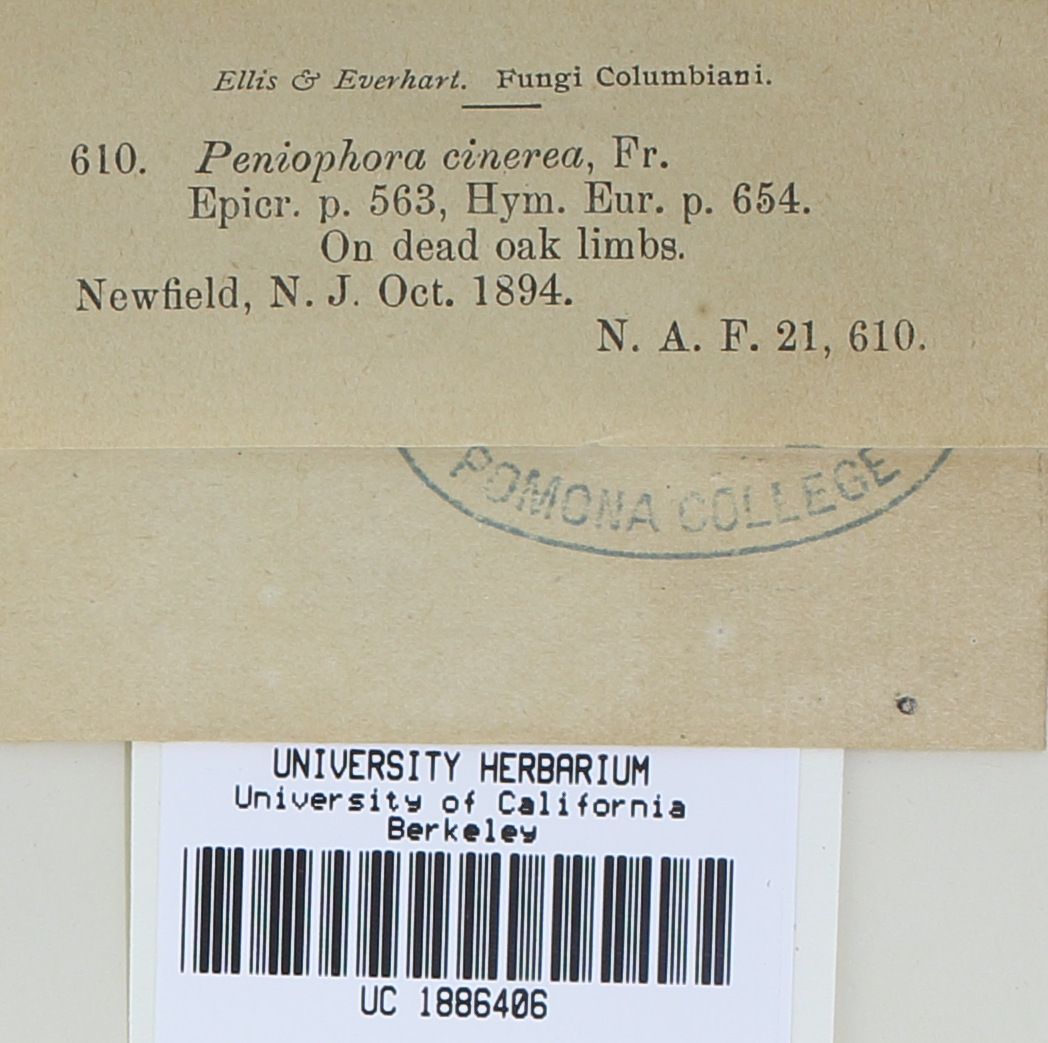 Ellis & Everhart. Fungi Columbiani.
610. Peniophora cinerea, Fr.
Epicr. p. 563, Hym. Eur. p. 654.
On dead oak limbs.
Newfield, N. J. Oct. 1894.
N. A. F. 21, 610.
POMONA COLLEGE
UNIVERSITY HERBARIUM
University of California
Berkeley
UC 1886406